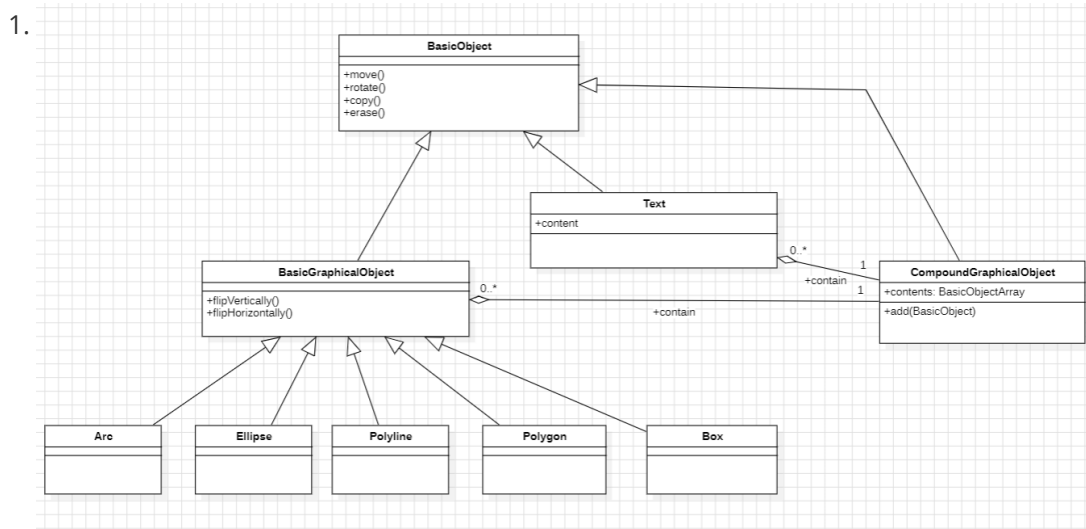 1.
BasicObject
+move()
+rotate()
+copy()
+erase()
Text
+content
0..*
1
+contain
BasicGraphicalObject
+flipVertically()
+flipHorizontally()
0..*
1
+contain
CompoundGraphicalObject
+contents: BasicObjectArray
+add(BasicObject)
Arc
Ellipse
Polyline
Polygon
Box